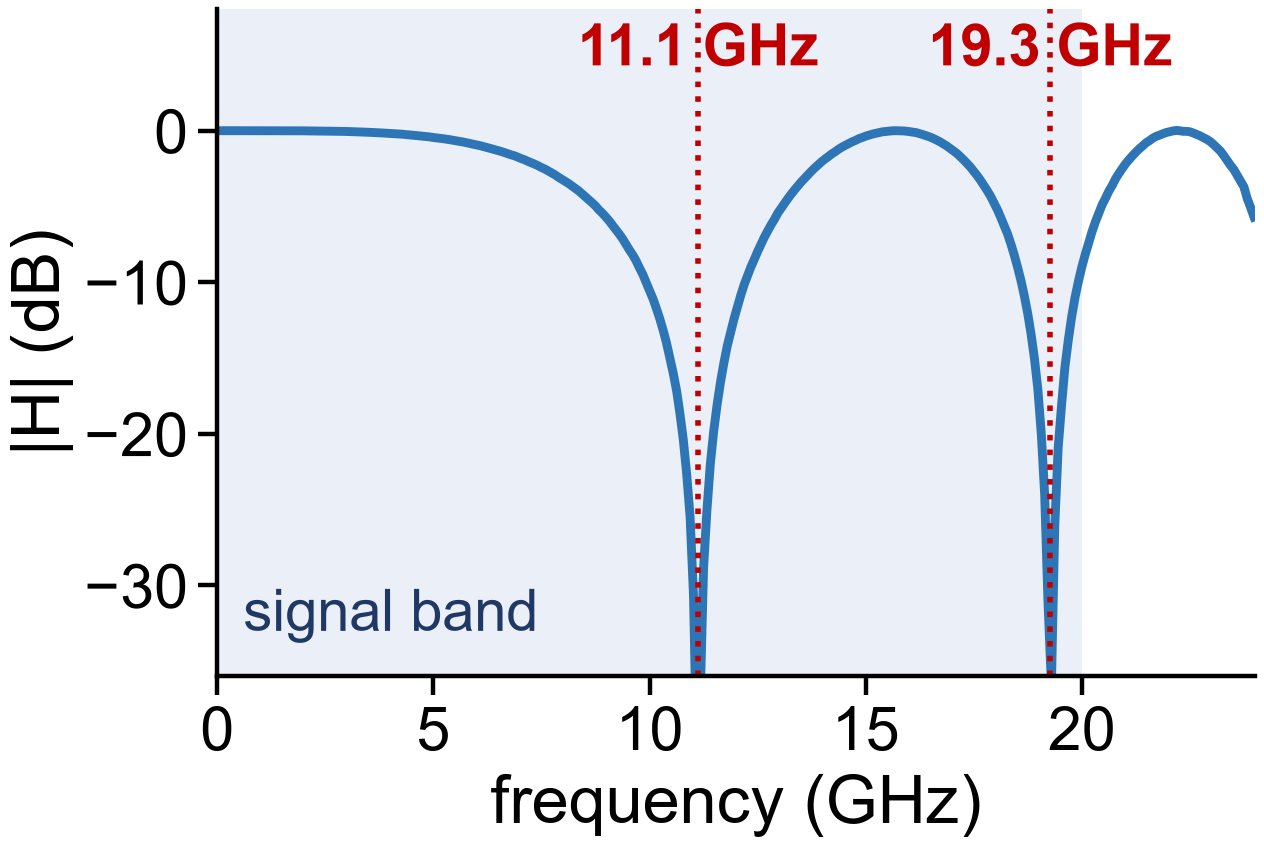 11.1 GHz
19.3 GHz
|H| (dB)
0
−10
−20
−30
signal band
0
5
10
15
20
frequency (GHz)